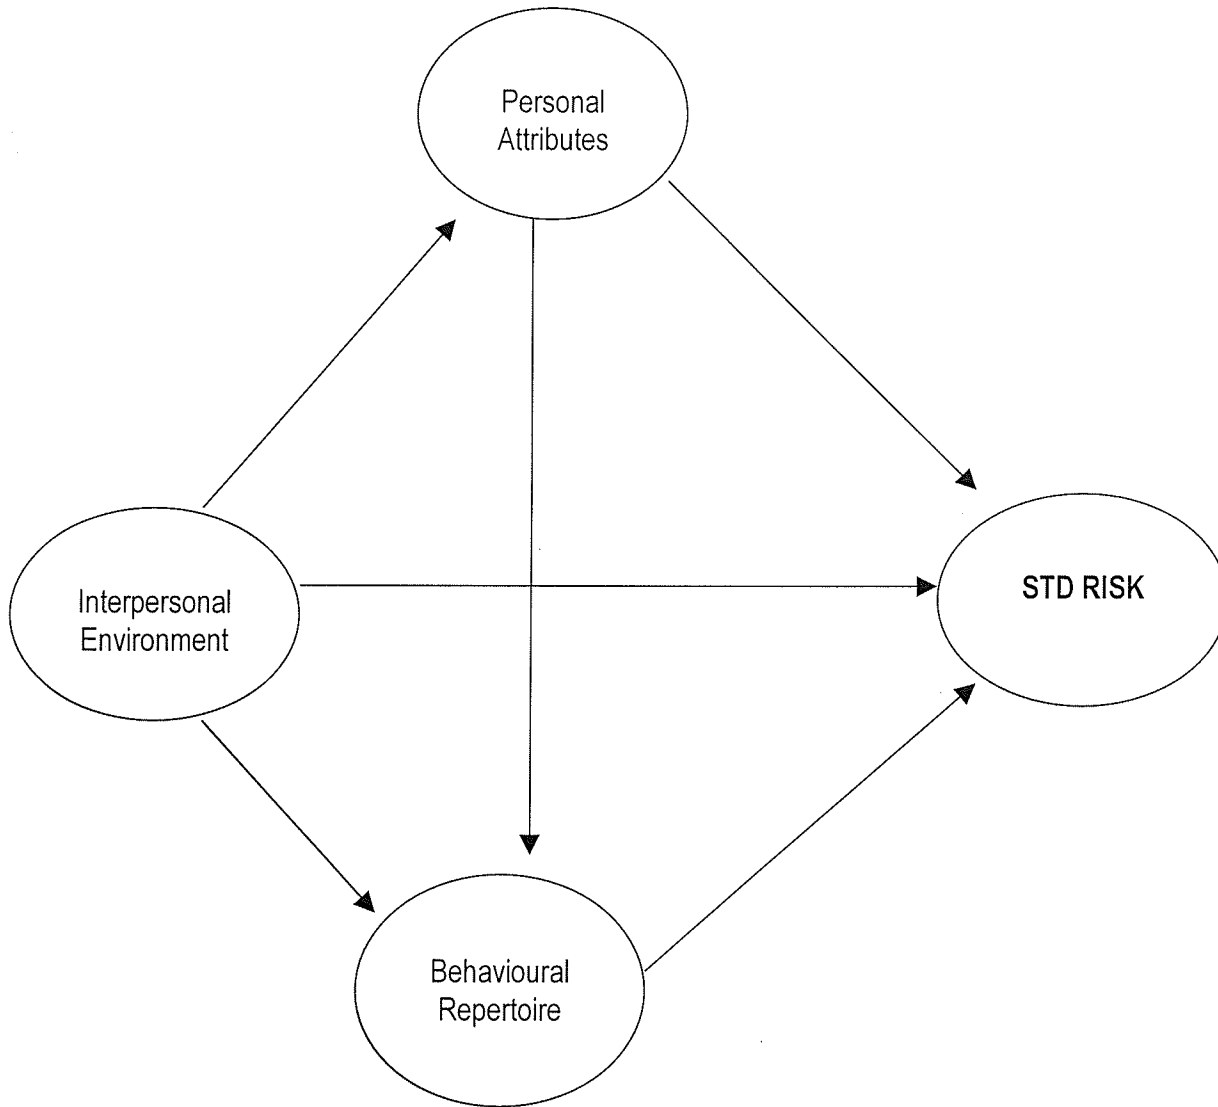 Personal
Attributes
Interpersonal
Environment
STD RISK
Behavioural
Repertoire